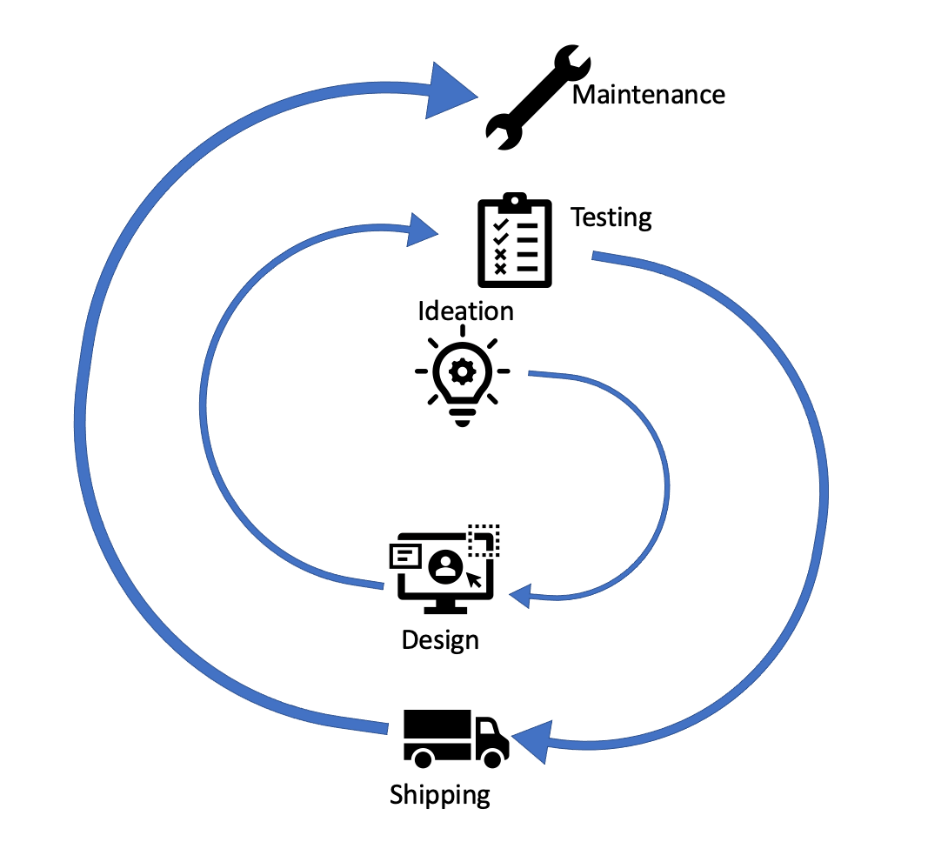 Maintenance
Testing
Ideation
Design
Shipping